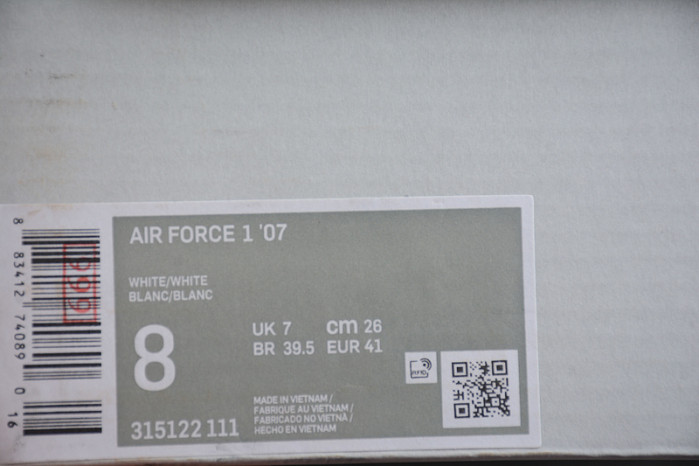 AIR FORCE 1 '07
WHITE/WHITE
BLANC/BLANC
8
UK 7 cm 26
BR 39.5 EUR 41
315122 111
MADE IN VIETNAM /
FABRIQUE AU VIETNAM /
FABRICADO NO VIETNÃ /
HECHO EN VIETNAM
8 83412 74089 0 16